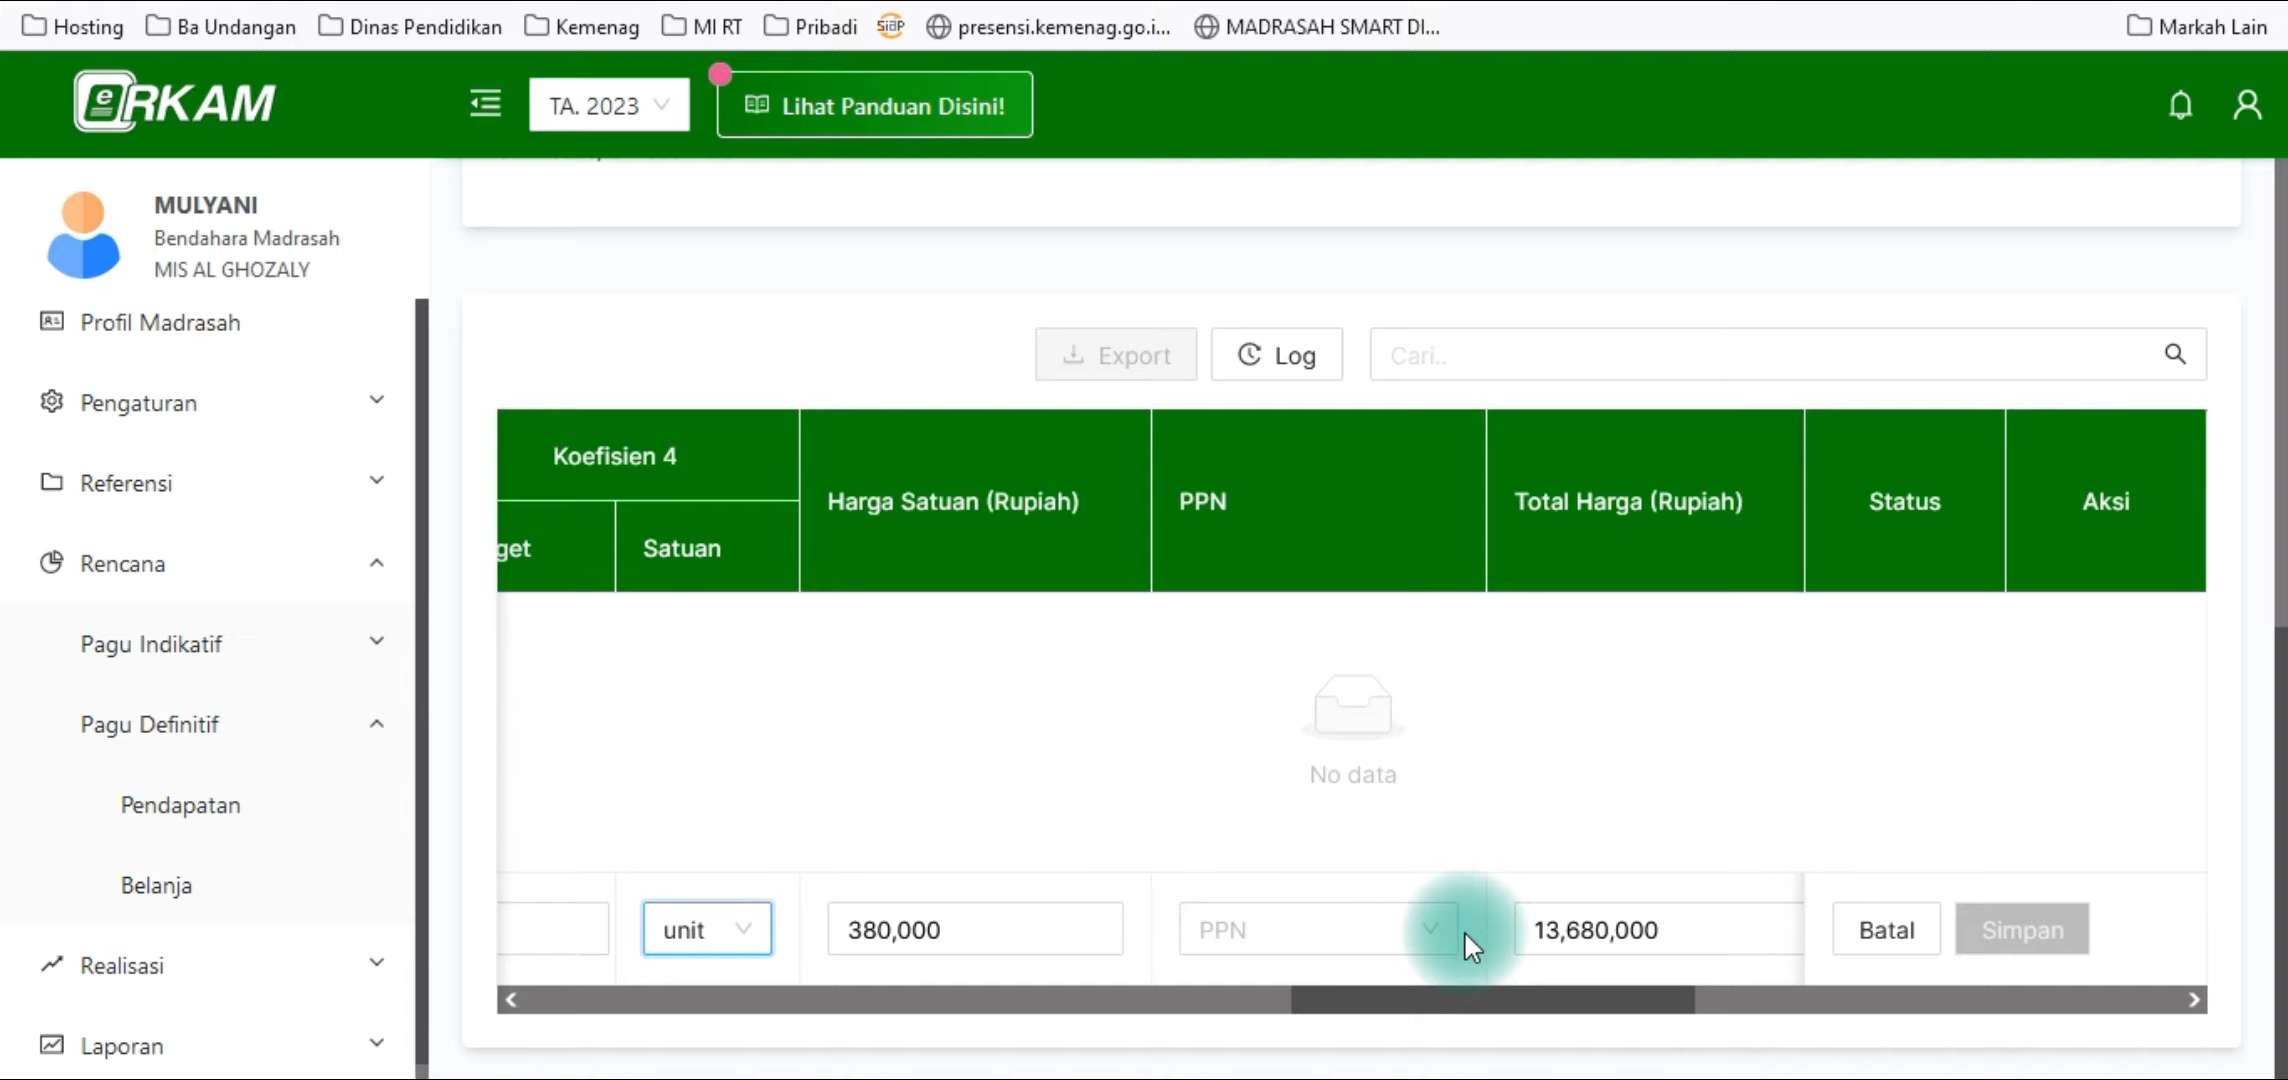 Hosting Ba Undangan Dinas Pendidikan Kemenag MI RT Pribadi SIAP presensi.kemenag.go.i... MADRASAH SMART DI... Markah Lain
eRKAM TA. 2023 Lihat Panduan Disini!
MULYANI
Bendahara Madrasah
MIS AL GHOZALY
Profil Madrasah
Pengaturan
Referensi
Rencana
Pagu Indikatif
Pagu Definitif
Pendapatan
Belanja
Realisasi
Laporan
Export Log Cari..
Koefisien 4 Harga Satuan (Rupiah) PPN Total Harga (Rupiah) Status Aksi
get Satuan
No data
unit 380,000 PPN 13,680,000 Batal Simpan